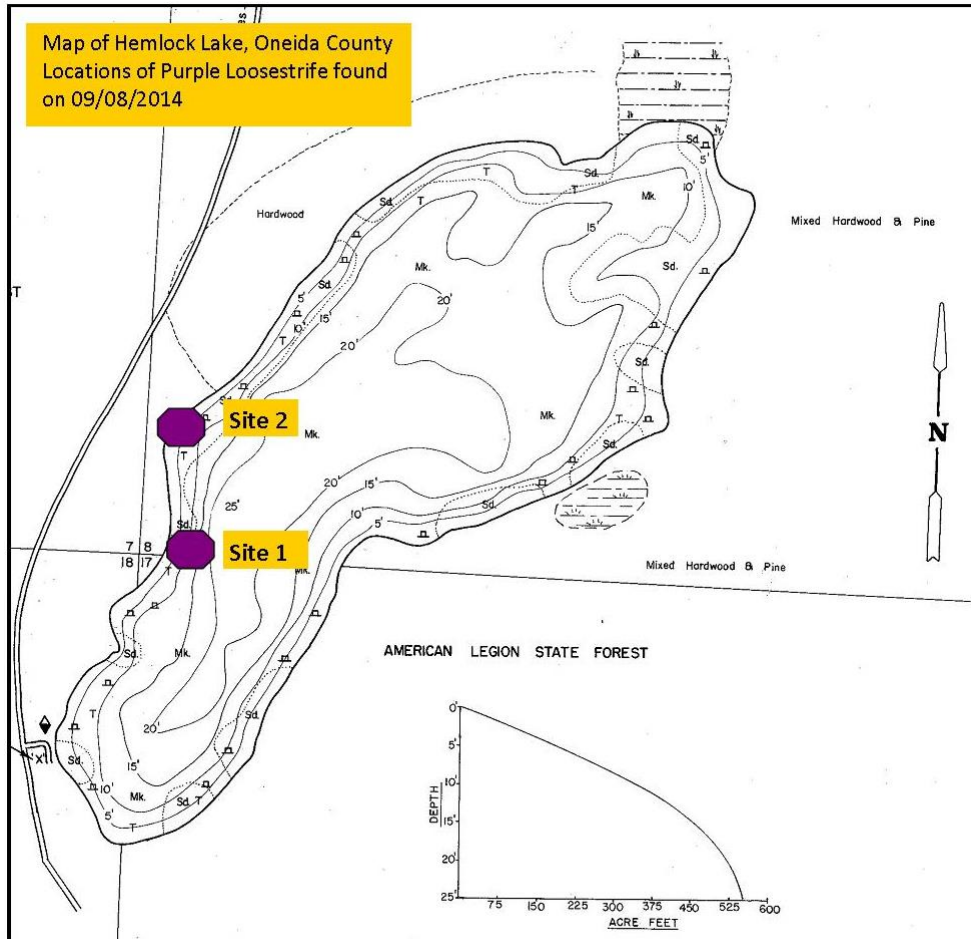 es
Map of Hemlock Lake, Oneida County
Locations of Purple Loosestrife found
on 09/08/2014
Sd.
5'
T
Sd.
T
Sd.
T
Mk.
10'
Hardwood
15'
Mixed Hardwood & Pine
Mk.
Sd.
ST
Sd.
5'
20'
10'
15'
T
20'
Sd.
Sd.
Mk.
T
Site 2
Mk.
Sd.
N
T
20'
15'
25'
10'
Sd.
Sd.
5'
7 8
18 17
Site 1
T
Mk.
Mixed Hardwood & Pine
Sd.
Mk.
AMERICAN LEGION STATE FOREST
T
Sd.
20'
'X'
Sd.
15'
10'
Mk.
Sd.
T
5'
T
0'
5'
10'
15'
20'
25'
DEPTH
75 150 225 300 375 450 525 600
ACRE FEET